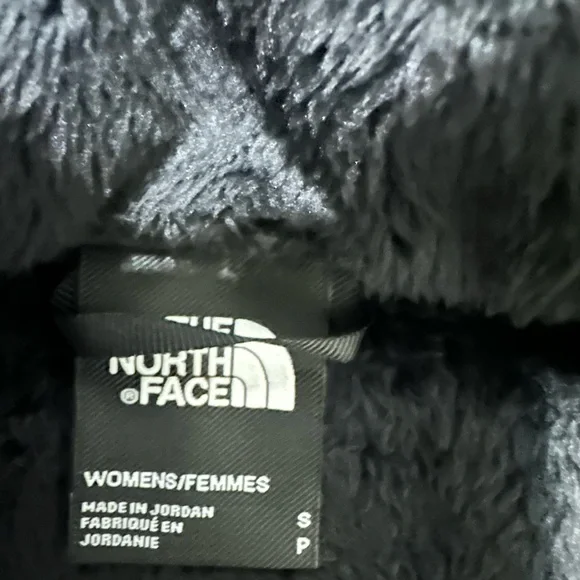 THE
NORTH
® FACE
WOMENS/FEMMES
MADE IN JORDAN
FABRIQUÉ EN
JORDANIE
S
P